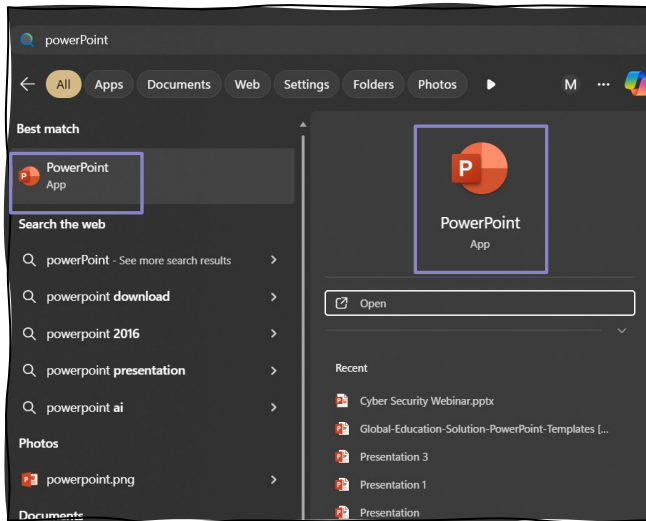 powerPoint
All Apps Documents Web Settings Folders Photos M ...
Best match
PowerPoint
App
Search the web
powerPoint - See more search results
powerpoint download
powerpoint 2016
powerpoint presentation
powerpoint ai
Photos
powerpoint.png
Documents
P
PowerPoint
App
Open
Recent
Cyber Security Webinar.pptx
Global-Education-Solution-PowerPoint-Templates [...
Presentation 3
Presentation 1
Presentation